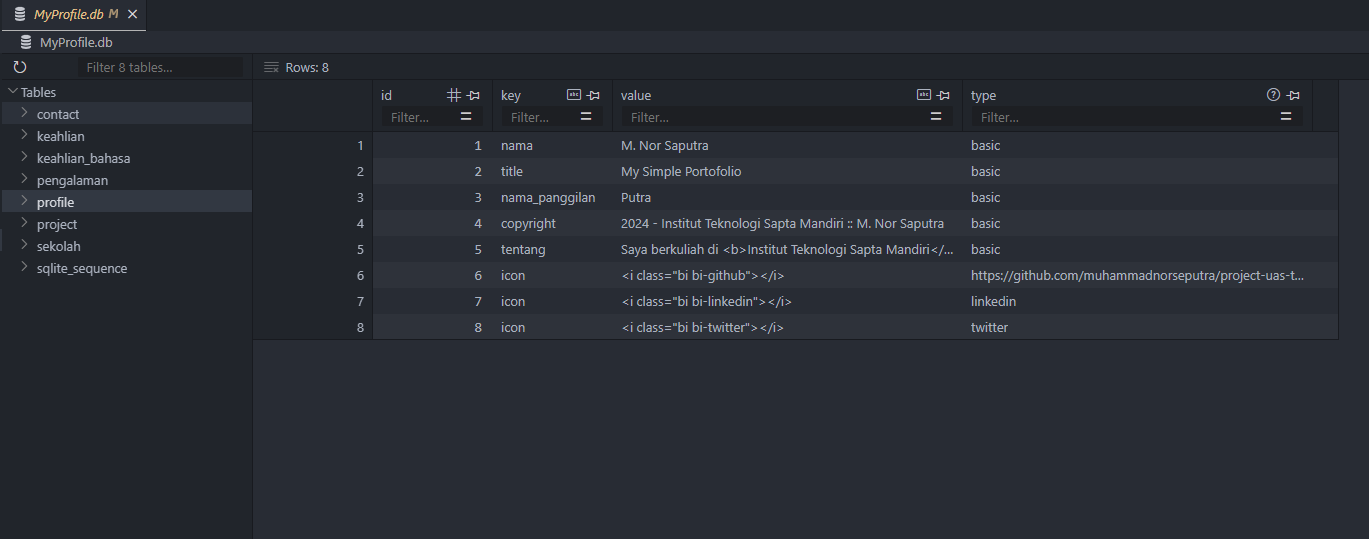 MyProfile.db M
MyProfile.db
Filter 8 tables...
Rows: 8
Tables
contact
keahlian
keahlian_bahasa
pengalaman
profile
project
sekolah
sqlite_sequence
id key value type
Filter... Filter... Filter... Filter...
1 1 nama M. Nor Saputra basic
2 2 title My Simple Portofolio basic
3 3 nama_panggilan Putra basic
4 4 copyright 2024 - Institut Teknologi Sapta Mandiri :: M. Nor Saputra basic
5 5 tentang Saya berkuliah di <b>Institut Teknologi Sapta Mandiri</... basic
6 6 icon <i class="bi bi-github"></i> https://github.com/muhammadnorseputra/project-uas-t...
7 7 icon <i class="bi bi-linkedin"></i> linkedin
8 8 icon <i class="bi bi-twitter"></i> twitter